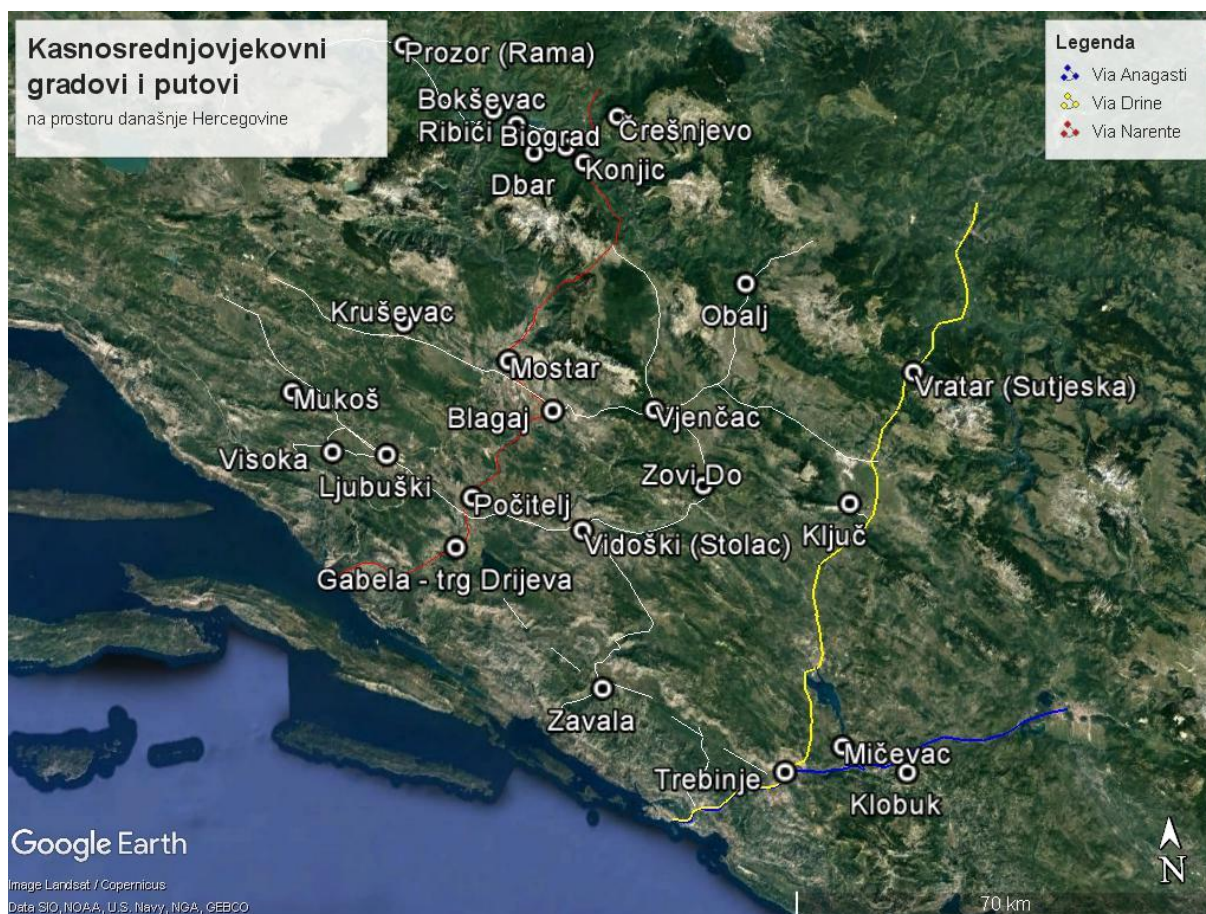 Kasnosrednjovjekovni
gradovi i putovi
na prostoru današnje Hercegovine
Legenda
Via Anagasti
Via Drine
Via Narente
Prozor (Rama)
Bokševac
Ribići
Biograd
Črešnjevo
Konjic
Dbar
Obalj
Kruševac
Mostar
Vratar (Sutjeska)
Mukoš
Blagaj
Vjenčac
Visoka
Ljubuški
Zovi Do
Počitelj
Ključ
Vidoški (Stolac)
Gabela - trg Drijeva
Zavala
Mičevac
Trebinje
Klobuk
Google Earth
N
Image Landsat / Copernicus
Data SIO, NOAA, U.S. Navy, NGA, GEBCO
70 km